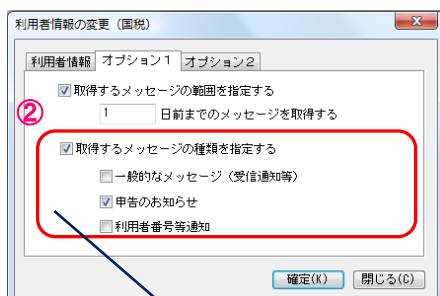 利用者情報の変更（国税）
利用者情報 オプション１ オプション２
取得するメッセージの範囲を指定する
② 1 日前までのメッセージを取得する
取得するメッセージの種類を指定する
一般的なメッセージ（受信通知等）
申告のお知らせ
利用者番号等通知
確定(K) 閉じる(C)